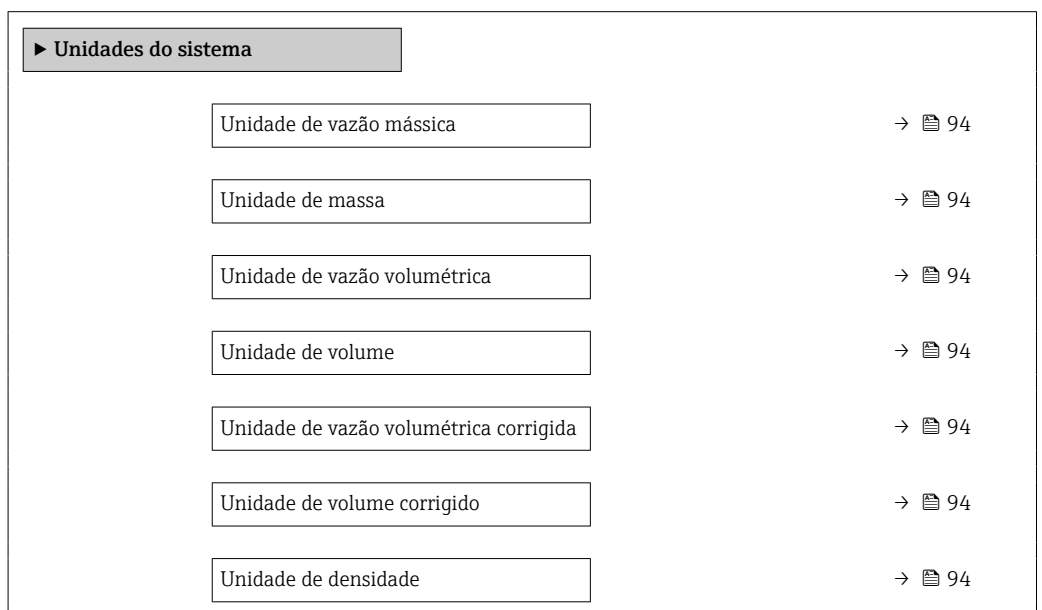 ▶ Unidades do sistema
Unidade de vazão mássica → 94
Unidade de massa → 94
Unidade de vazão volumétrica → 94
Unidade de volume → 94
Unidade de vazão volumétrica corrigida → 94
Unidade de volume corrigido → 94
Unidade de densidade → 94